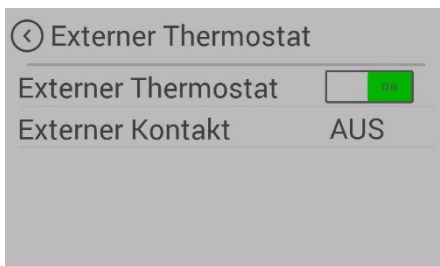 Externer Thermostat
Externer Thermostat ON
Externer Kontakt AUS